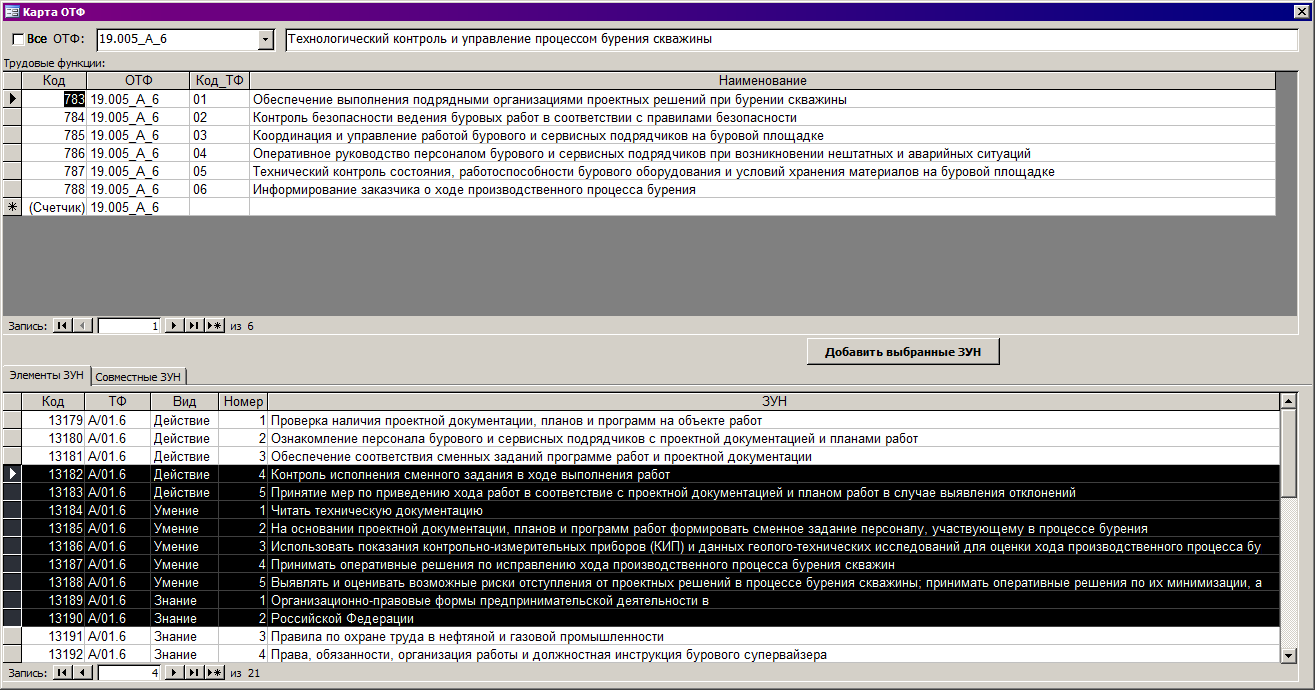 Карта ОТФ
Все ОТФ: 19.005_А_6 Технологический контроль и управление процессом бурения скважины
Трудовые функции:
Код ОТФ Код_ТФ Наименование
783 19.005_А_6 01 Обеспечение выполнения подрядными организациями проектных решений при бурении скважины
784 19.005_А_6 02 Контроль безопасности ведения буровых работ в соответствии с правилами безопасности
785 19.005_А_6 03 Координация и управление работой бурового и сервисных подрядчиков на буровой площадке
786 19.005_А_6 04 Оперативное руководство персоналом бурового и сервисных подрядчиков при возникновении нештатных и аварийных ситуаций
787 19.005_А_6 05 Технический контроль состояния, работоспособности бурового оборудования и условий хранения материалов на буровой площадке
788 19.005_А_6 06 Информирование заказчика о ходе производственного процесса бурения
(Счетчик) 19.005_А_6
Запись: 1 из 6
Добавить выбранные ЗУН
Элементы ЗУН Совместные ЗУН
Код ТФ Вид Номер ЗУН
13179 А/01.6 Действие 1 Проверка наличия проектной документации, планов и программ на объекте работ
13180 А/01.6 Действие 2 Ознакомление персонала бурового и сервисных подрядчиков с проектной документацией и планами работ
13181 А/01.6 Действие 3 Обеспечение соответствия сменных заданий программе работ и проектной документации
13182 А/01.6 Действие 4 Контроль исполнения сменного задания в ходе выполнения работ
13183 А/01.6 Действие 5 Принятие мер по приведению хода работ в соответствие с проектной документацией и планом работ в случае выявления отклонений
13184 А/01.6 Умение 1 Читать техническую документацию
13185 А/01.6 Умение 2 На основании проектной документации, планов и программ работ формировать сменное задание персоналу, участвующему в процессе бурения
13186 А/01.6 Умение 3 Использовать показания контрольно-измерительных приборов (КИП) и данных геолого-технических исследований для оценки хода производственного процесса бу
13187 А/01.6 Умение 4 Принимать оперативные решения по исправлению хода производственного процесса бурения скважин
13188 А/01.6 Умение 5 Выявлять и оценивать возможные риски отступления от проектных решений в процессе бурения скважины; принимать оперативные решения по их минимизации, а
13189 А/01.6 Знание 1 Организационно-правовые формы предпринимательской деятельности в
13190 А/01.6 Знание 2 Российской Федерации
13191 А/01.6 Знание 3 Правила по охране труда в нефтяной и газовой промышленности
13192 А/01.6 Знание 4 Права, обязанности, организация работы и должностная инструкция бурового супервайзера
Запись: 4 из 21